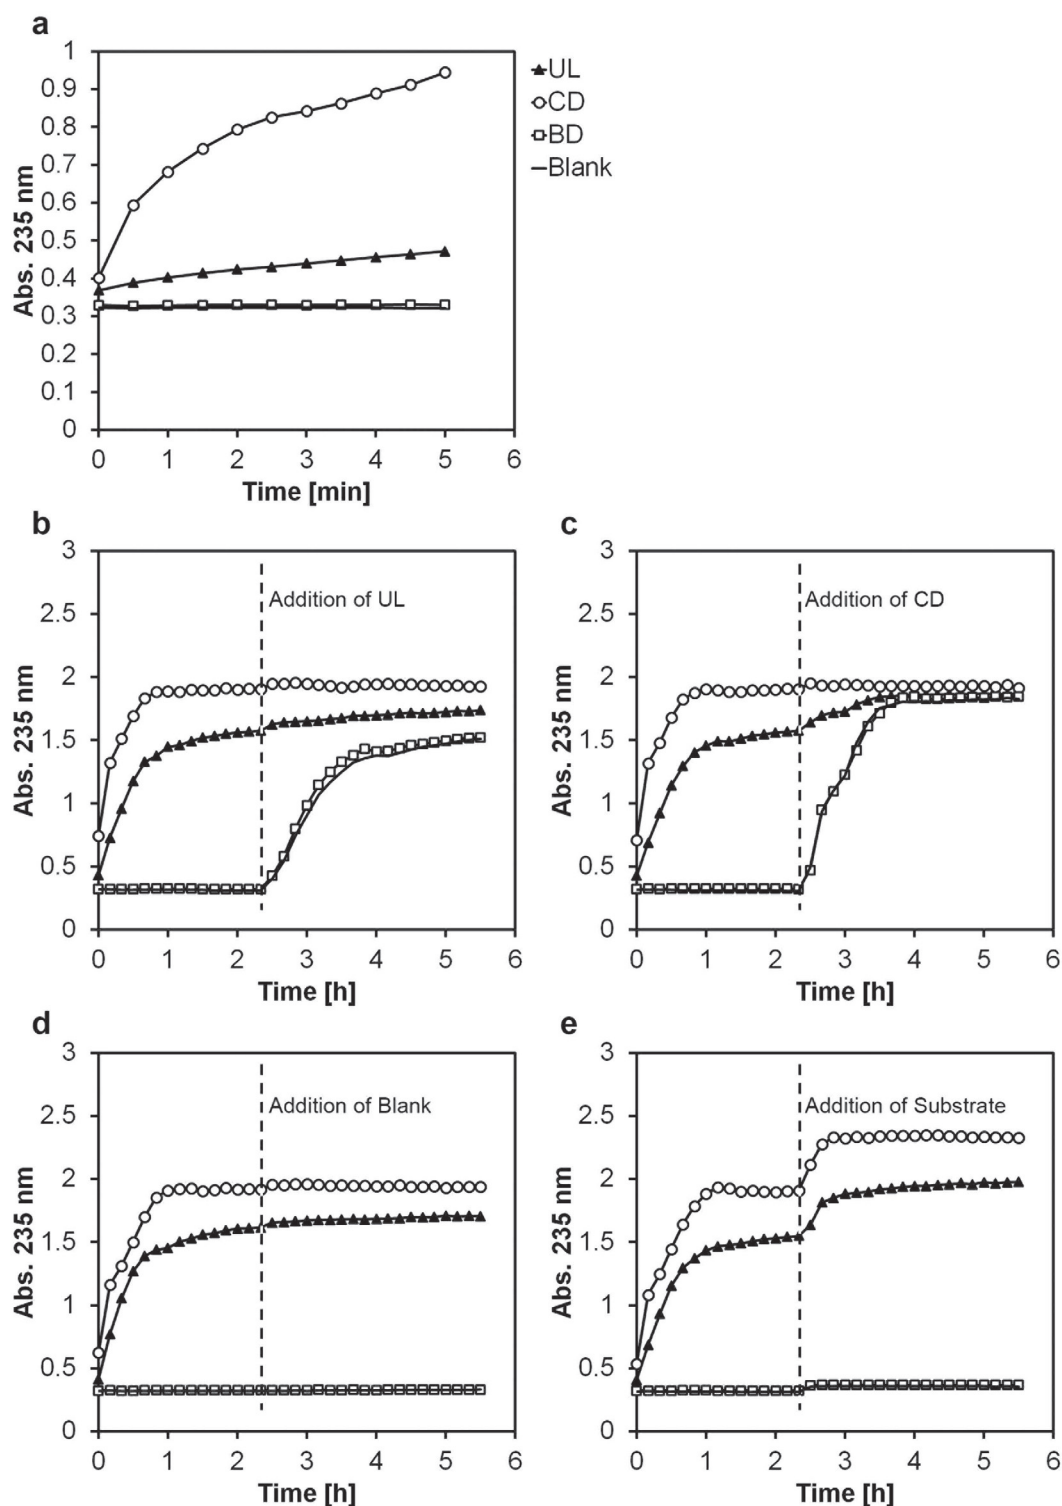 a
1
0.9
0.8
0.7
0.6
0.5
0.4
0.3
0.2
0.1
0
Abs. 235 nm
0 1 2 3 4 5 6
Time [min]
UL
CD
BD
Blank
b
3
2.5
2
1.5
1
0.5
0
Abs. 235 nm
Addition of UL
0 1 2 3 4 5 6
Time [h]
c
3
2.5
2
1.5
1
0.5
0
Abs. 235 nm
Addition of CD
0 1 2 3 4 5 6
Time [h]
d
3
2.5
2
1.5
1
0.5
0
Abs. 235 nm
Addition of Blank
0 1 2 3 4 5 6
Time [h]
e
3
2.5
2
1.5
1
0.5
0
Abs. 235 nm
Addition of Substrate
0 1 2 3 4 5 6
Time [h]